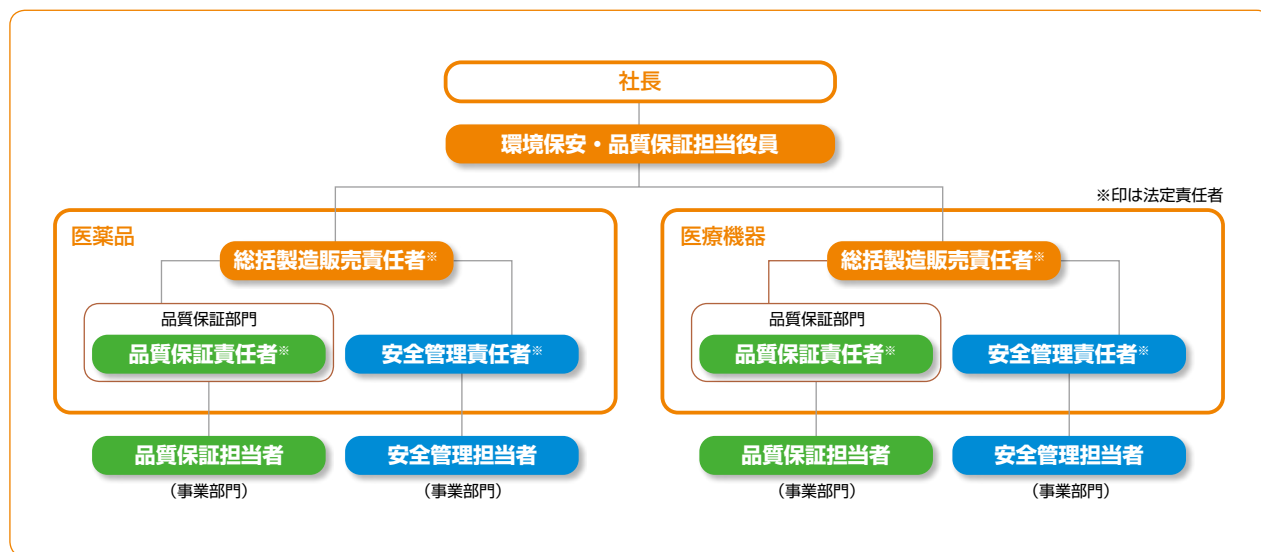 社長
環境保安・品質保証担当役員
※印は法定責任者
医薬品
総括製造販売責任者※
品質保証部門
品質保証責任者※
安全管理責任者※
品質保証担当者
(事業部門)
安全管理担当者
(事業部門)
医療機器
総括製造販売責任者※
品質保証部門
品質保証責任者※
安全管理責任者※
品質保証担当者
(事業部門)
安全管理担当者
(事業部門)